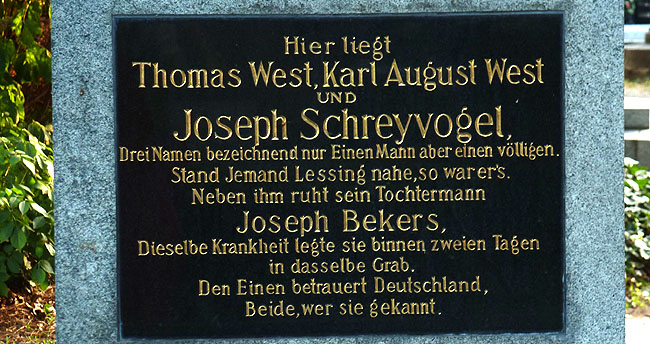 Hier liegt
Thomas West, Karl August West
UND
Joseph Schreyvogel,
Drei Namen bezeichnend nur Einen Mann aber einen völligen.
Stand Jemand Lessing nahe, so war er's.
Neben ihm ruht sein Tochtermann
Joseph Bekers,
Dieselbe Krankheit legte sie binnen zweien Tagen
in dasselbe Grab.
Den Einen betrauert Deutschland,
Beide, wer sie gekannt.